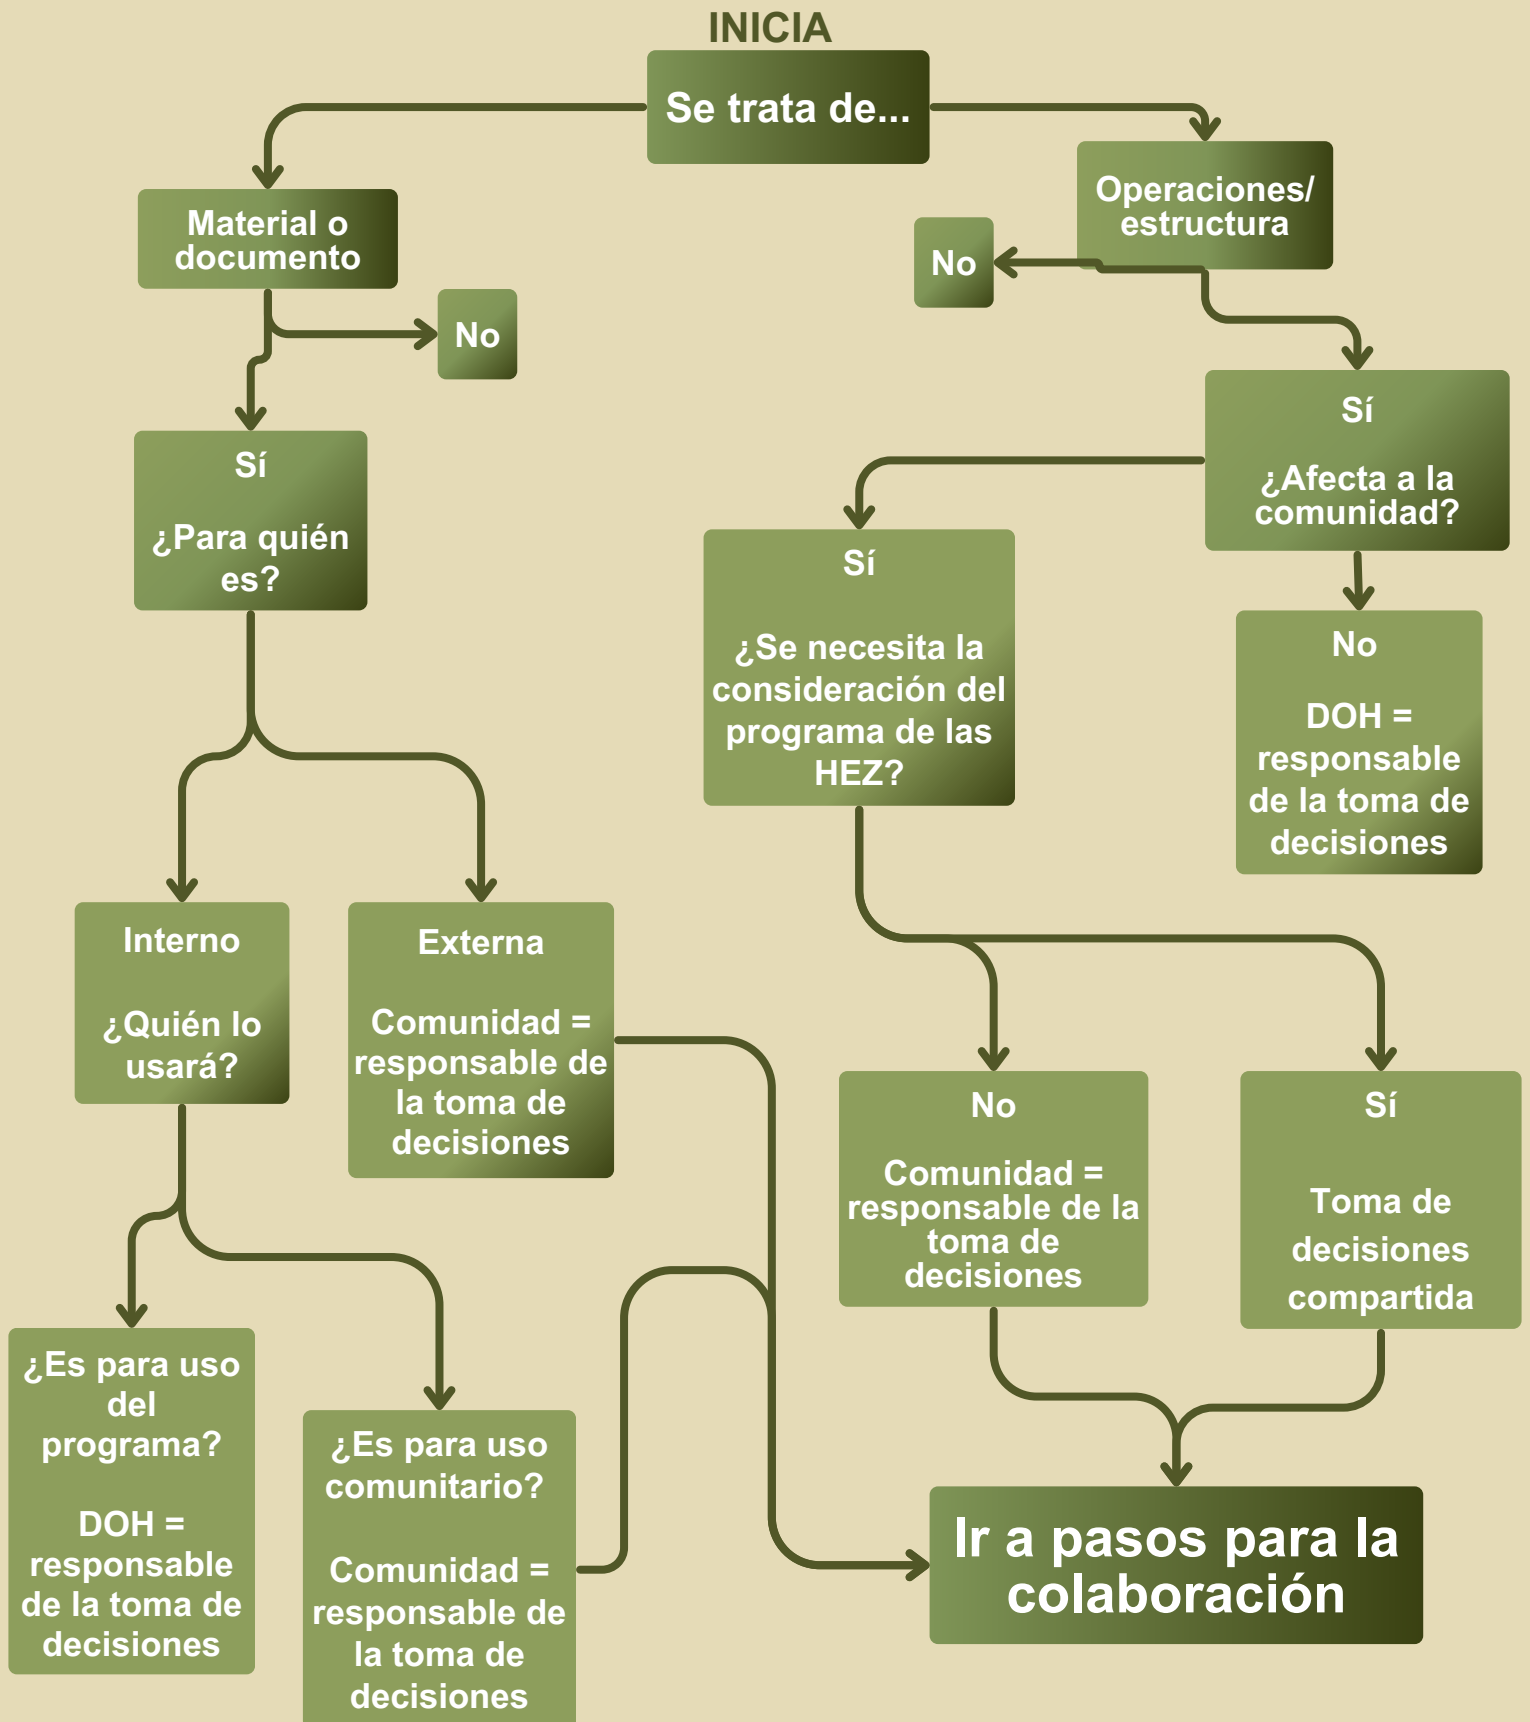 INICIA
Se trata de...
Material o
documento
No
Sí
¿Para quién
es?
Interno
¿Quién lo
usará?
Externa
Comunidad =
responsable de
la toma de
decisiones
¿Es para uso
del
programa?
DOH =
responsable
de la toma de
decisiones
¿Es para uso
comunitario?
Comunidad =
responsable de
la toma de
decisiones
Operaciones/
estructura
No
Sí
¿Afecta a la
comunidad?
Sí
¿Se necesita la
consideración del
programa de las
HEZ?
No
DOH =
responsable
de la toma de
decisiones
No
Comunidad =
responsable de la
toma de
decisiones
Sí
Toma de
decisiones
compartida
Ir a pasos para la
colaboración